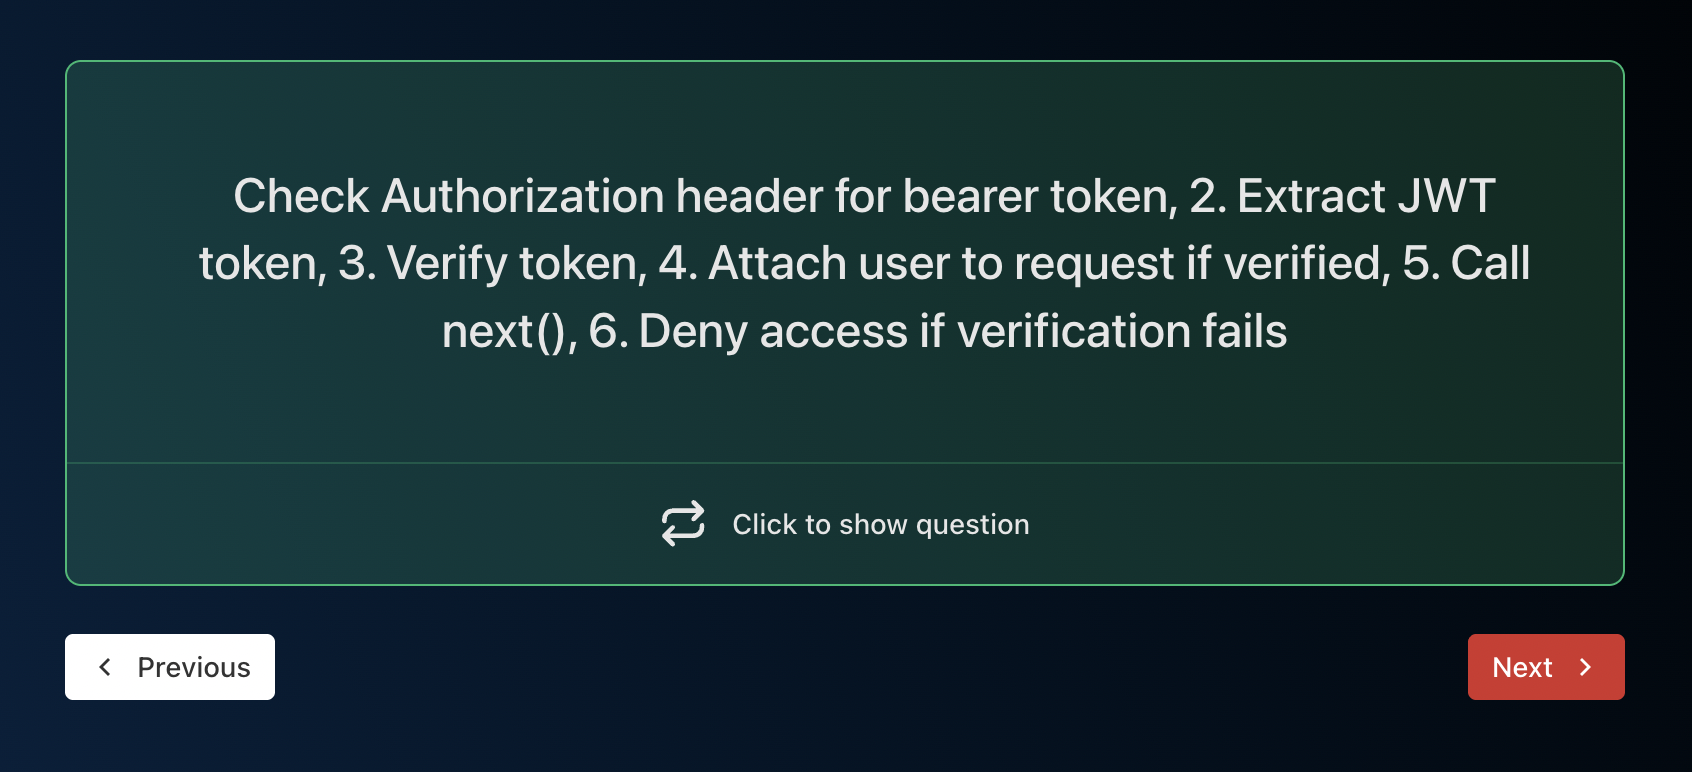 Check Authorization header for bearer token, 2. Extract JWT
token, 3. Verify token, 4. Attach user to request if verified, 5. Call
next(), 6. Deny access if verification fails
Click to show question
Previous
Next